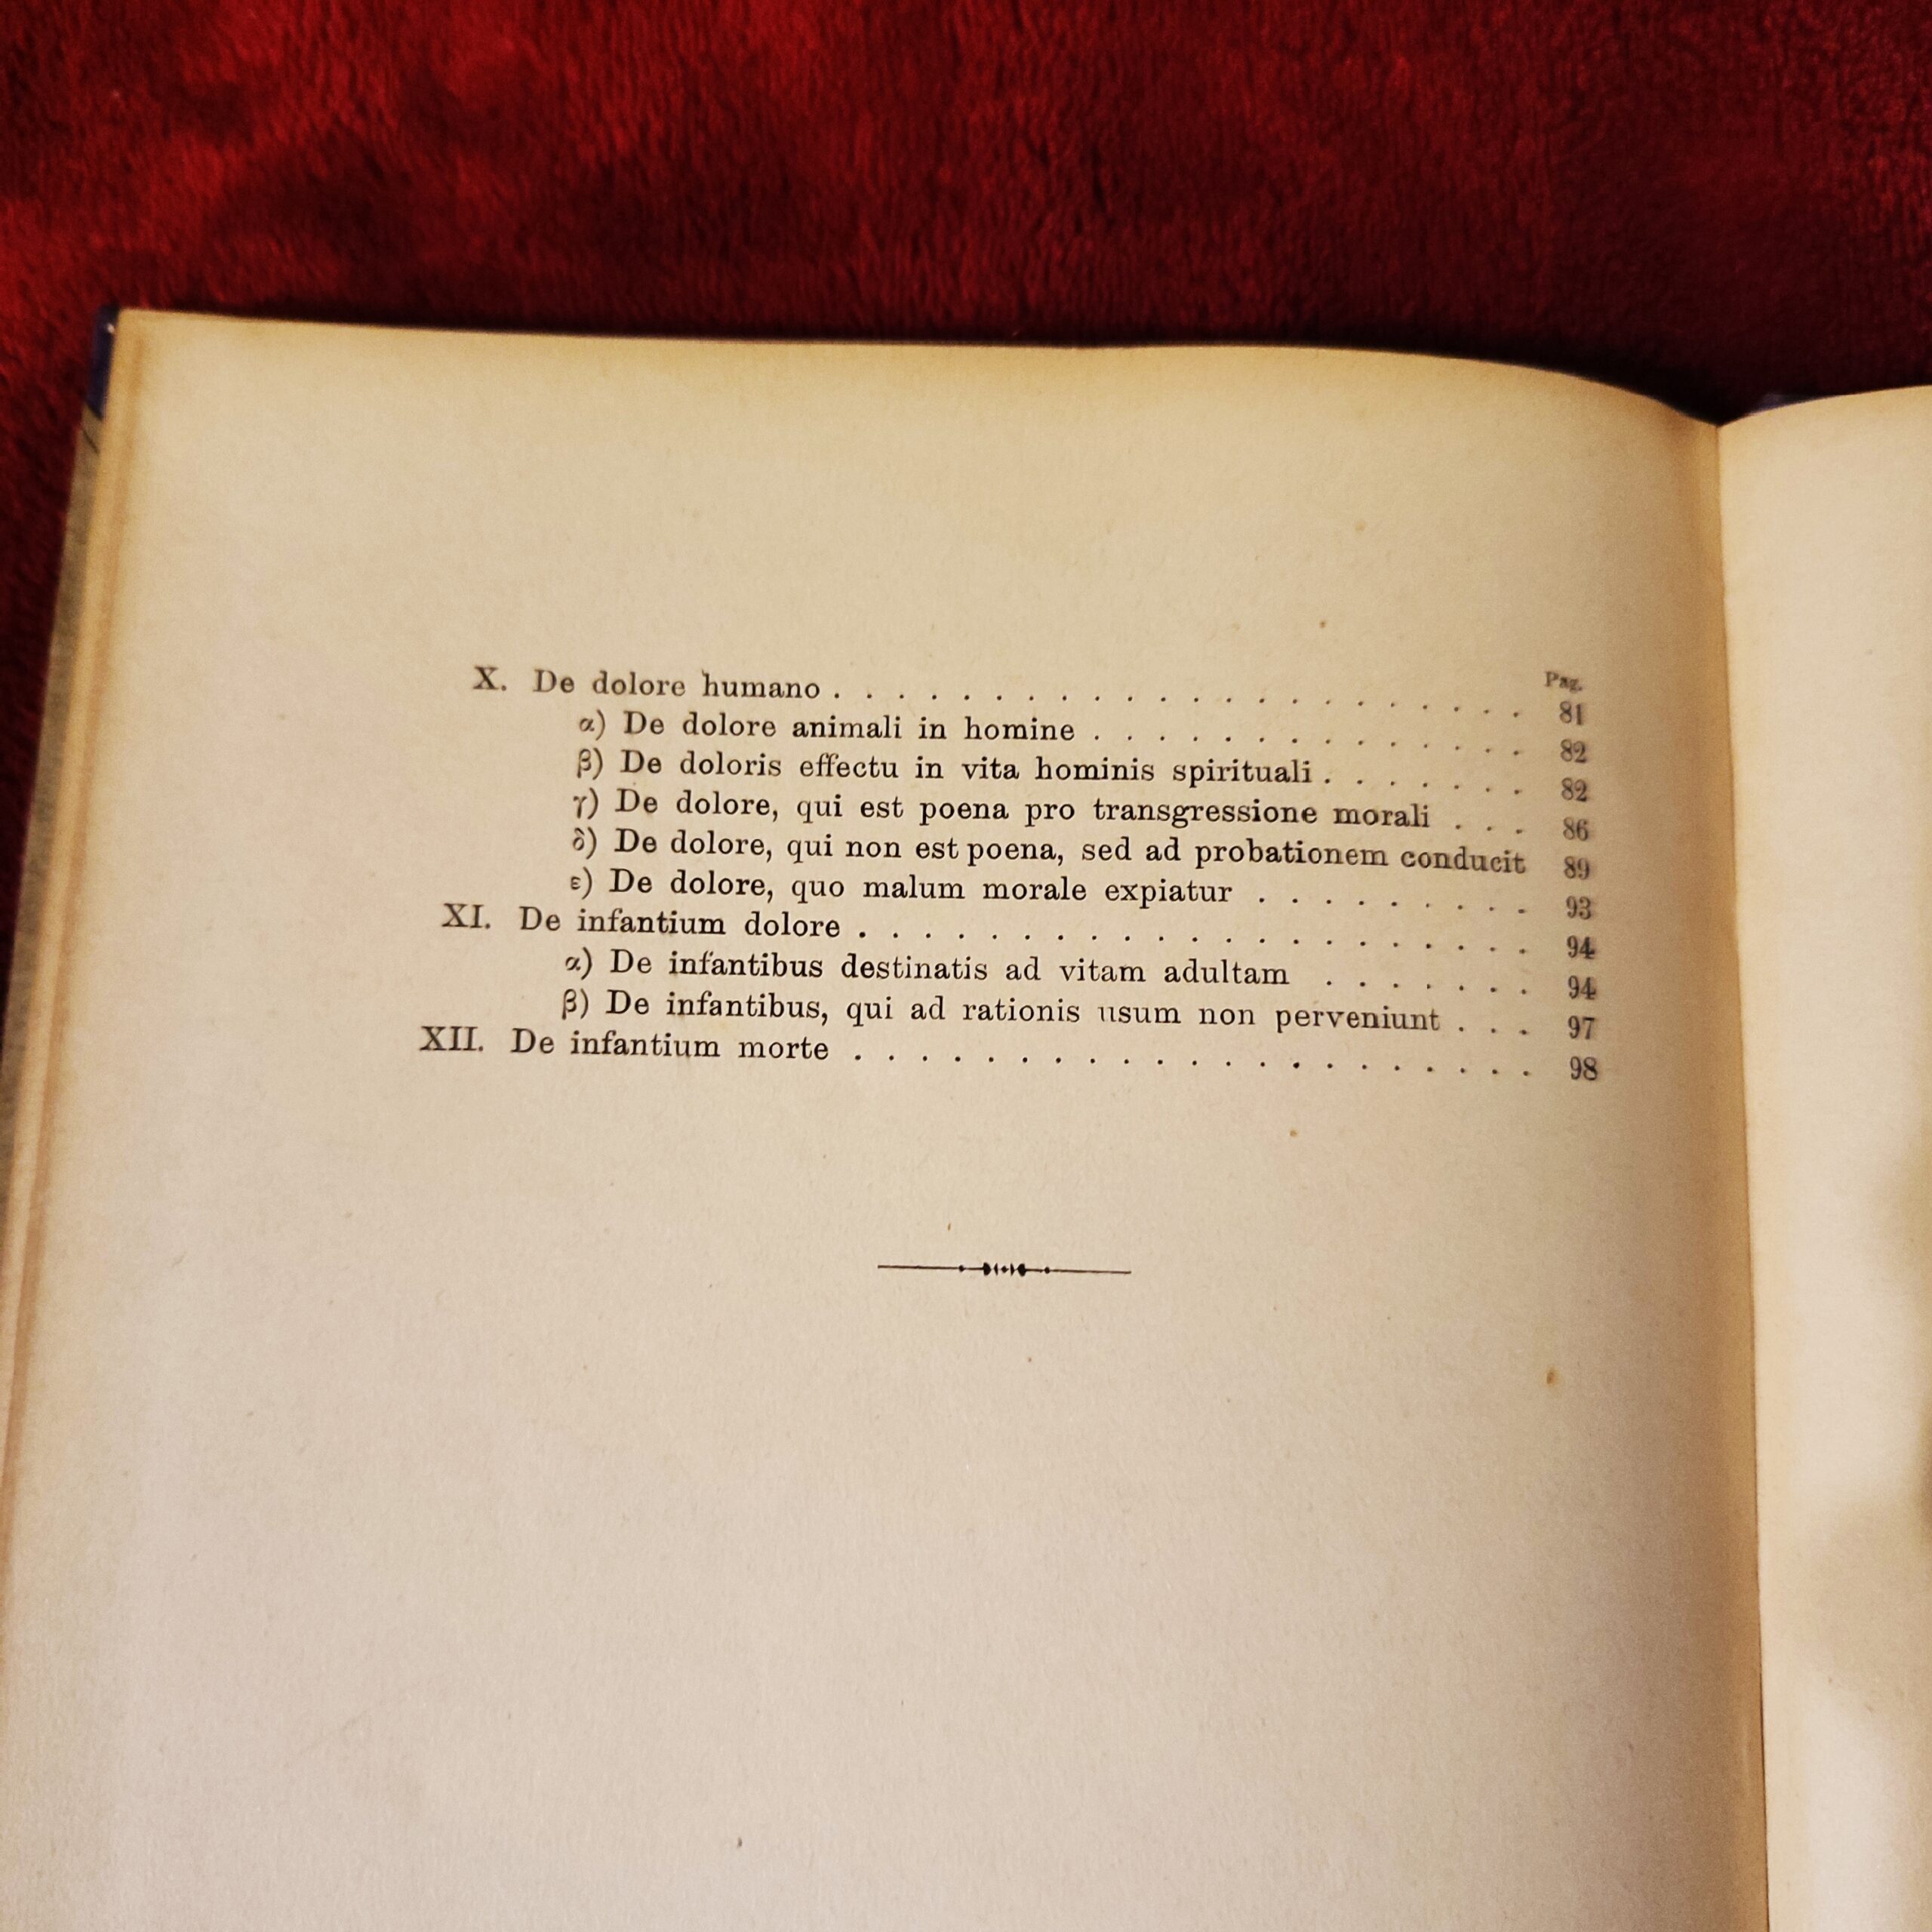 Pag.
X. De dolore humano . . . . . . . . . . . . . . . . . . . . . . 81
α) De dolore animali in homine . . . . . . . . . . . . . . 82
β) De doloris effectu in vita hominis spirituali . . . . . . . 82
γ) De dolore, qui est poena pro transgressione morali . . . 86
δ) De dolore, qui non est poena, sed ad probationem conducit 89
ε) De dolore, quo malum morale expiatur . . . . . . . . . 93
XI. De infantium dolore . . . . . . . . . . . . . . . . . . . . . 94
α) De infantibus destinatis ad vitam adultam . . . . . . . 94
β) De infantibus, qui ad rationis usum non perveniunt . . . 97
XII. De infantium morte . . . . . . . . . . . . . . . . . . . . . 98